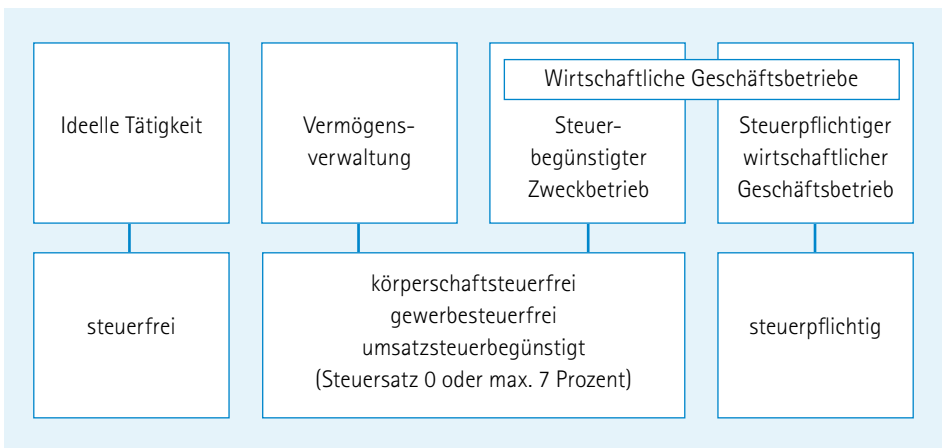 Wirtschaftliche Geschäftsbetriebe
Ideelle Tätigkeit
Vermögens-
verwaltung
Steuer-
begünstigter
Zweckbetrieb
Steuerpflichtiger
wirtschaftlicher
Geschäftsbetrieb
steuerfrei
körperschaftsteuerfrei
gewerbesteuerfrei
umsatzsteuerbegünstigt
(Steuersatz 0 oder max. 7 Prozent)
steuerpflichtig